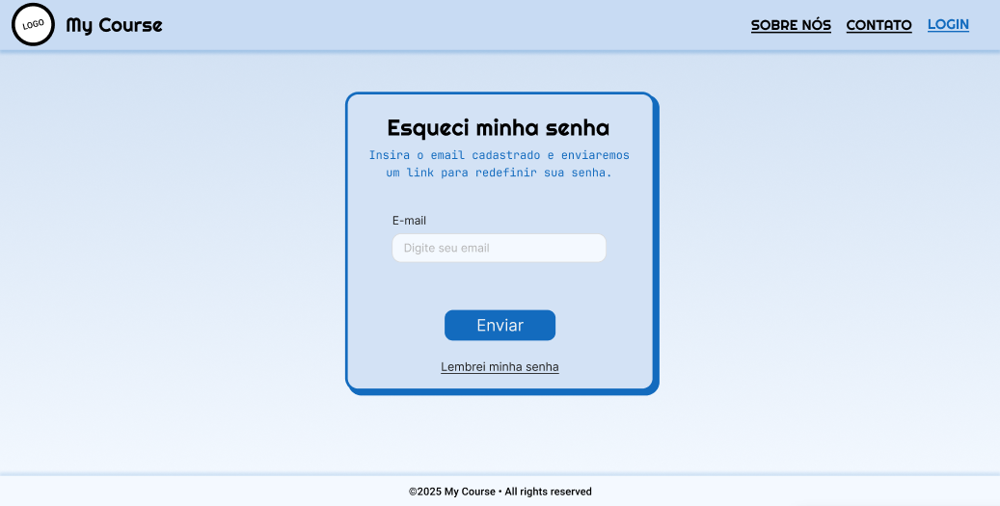 LOGO
My Course
SOBRE NÓS
CONTATO
LOGIN
Esqueci minha senha
Insira o email cadastrado e enviaremos
um link para redefinir sua senha.
E-mail
Digite seu email
Enviar
Lembrei minha senha
©2025 My Course • All rights reserved